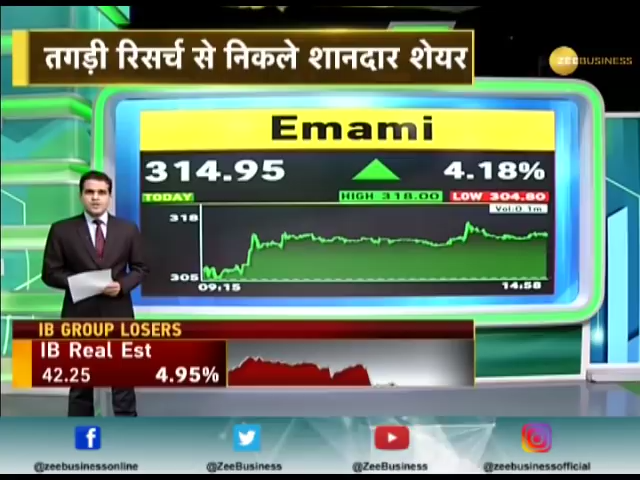 तगड़ी रिसर्च से निकले शानदार शेयर
ZEEBUSINESS
Emami
314.95 4.18%
TODAY HIGH 318.00 LOW 304.80
Vol:0.1m
318
305
09:15 14:58
IB GROUP LOSERS
IB Real Est
42.25 4.95%
@zeebusinessonline @ZeeBusiness @ZeeBusiness @zeebusinessofficial